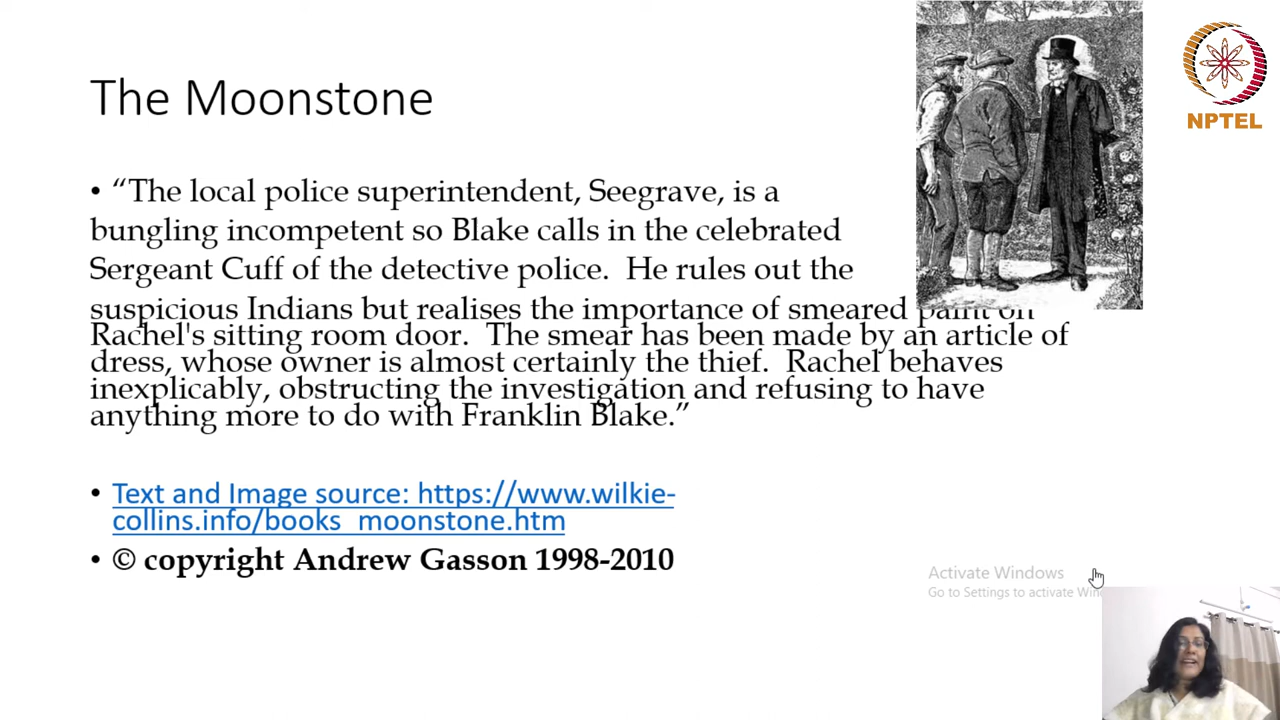 The Moonstone
NPTEL
• “The local police superintendent, Seegrave, is a
bungling incompetent so Blake calls in the celebrated
Sergeant Cuff of the detective police.  He rules out the
suspicious Indians but realises the importance of smeared paint on
Rachel's sitting room door.  The smear has been made by an article of
dress, whose owner is almost certainly the thief.  Rachel behaves
inexplicably, obstructing the investigation and refusing to have
anything more to do with Franklin Blake.”
• Text and Image source: https://www.wilkie-
collins.info/books_moonstone.htm
• © copyright Andrew Gasson 1998-2010
Activate Windows
Go to Settings to activate